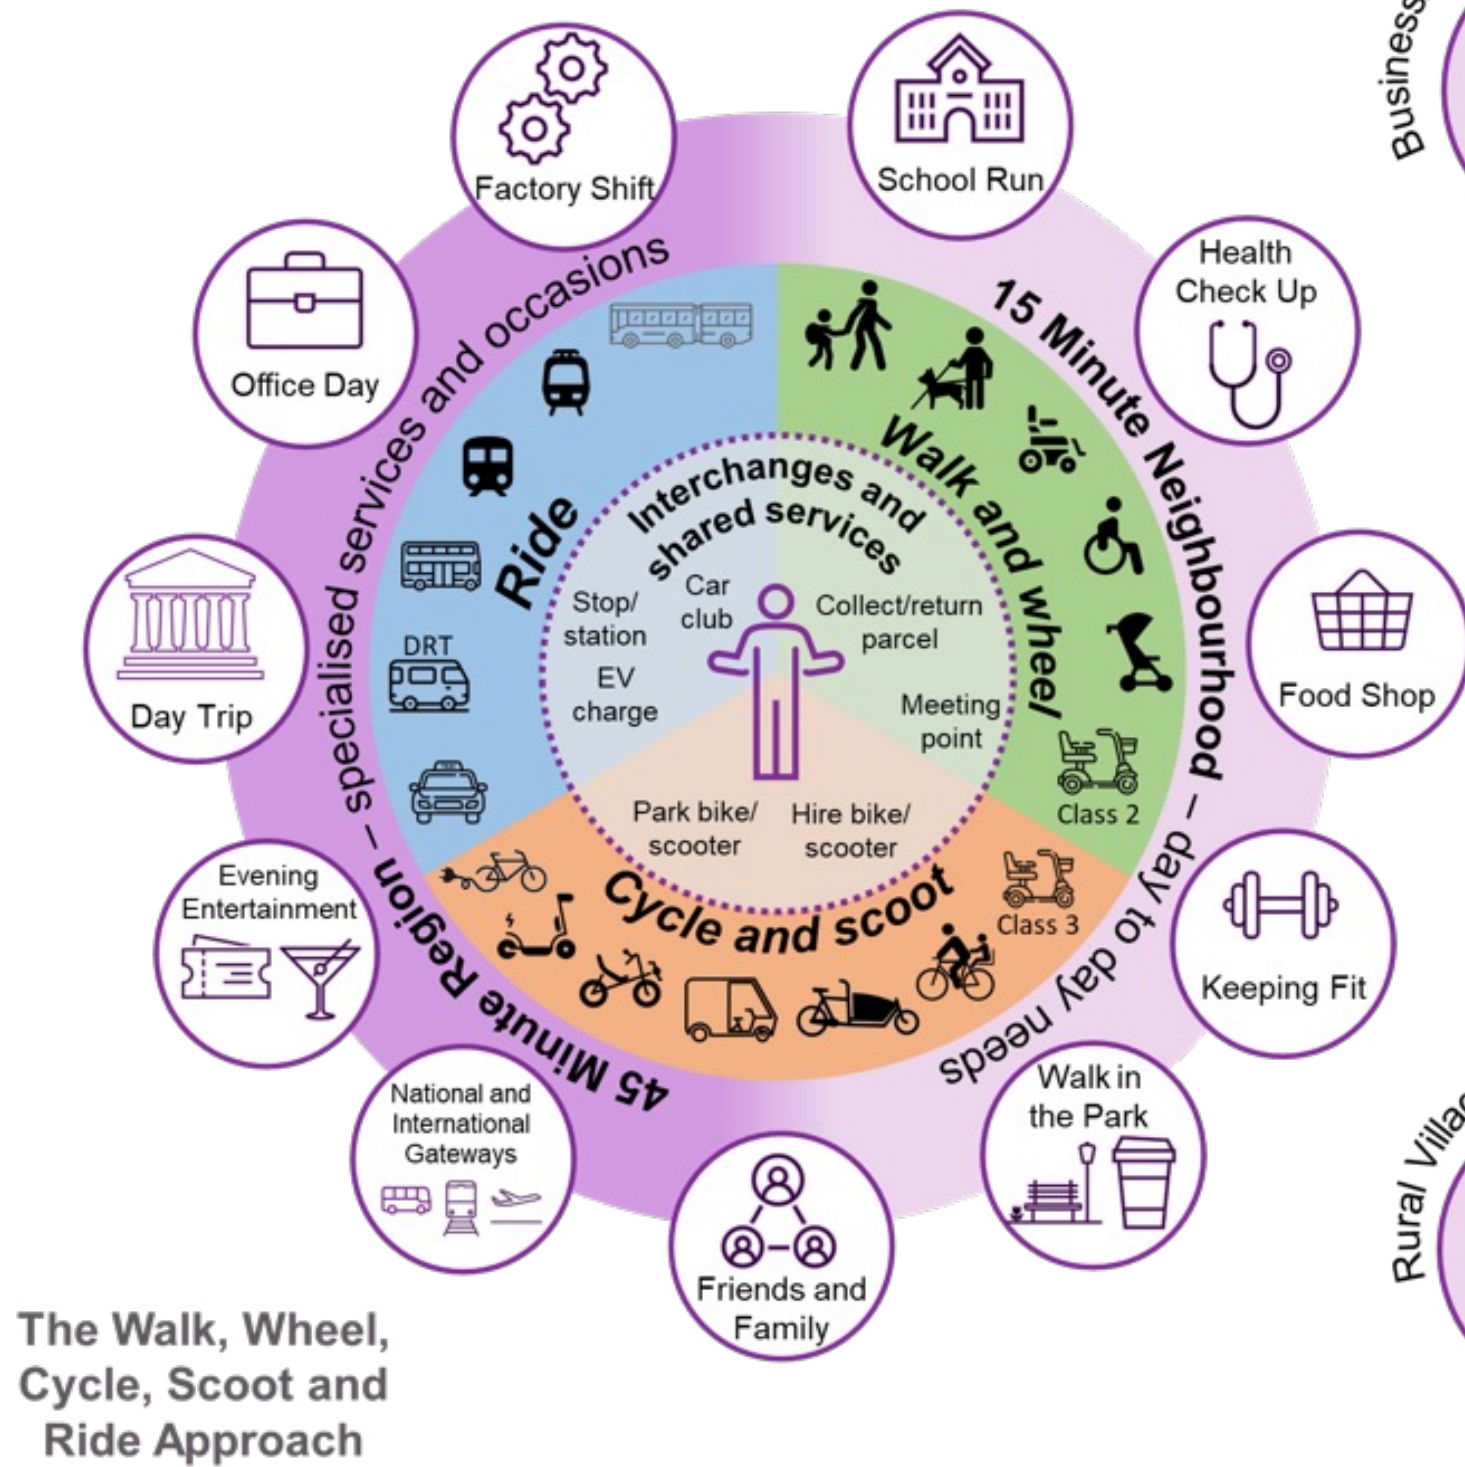 Factory Shift
School Run
Health
Check Up
Food Shop
Keeping Fit
Walk in
the Park
Friends and
Family
National and
International
Gateways
Evening
Entertainment
Day Trip
Office Day
45 Minute Region – specialised services and occasions
15 Minute Neighbourhood – day to day needs
Ride
DRT
Walk and wheel
Class 2
Cycle and scoot
Class 3
Interchanges and
shared services
Car
club
Stop/
station
EV
charge
Collect/return
parcel
Meeting
point
Park bike/
scooter
Hire bike/
scooter
Business
Rural
The Walk, Wheel,
Cycle, Scoot and
Ride Approach